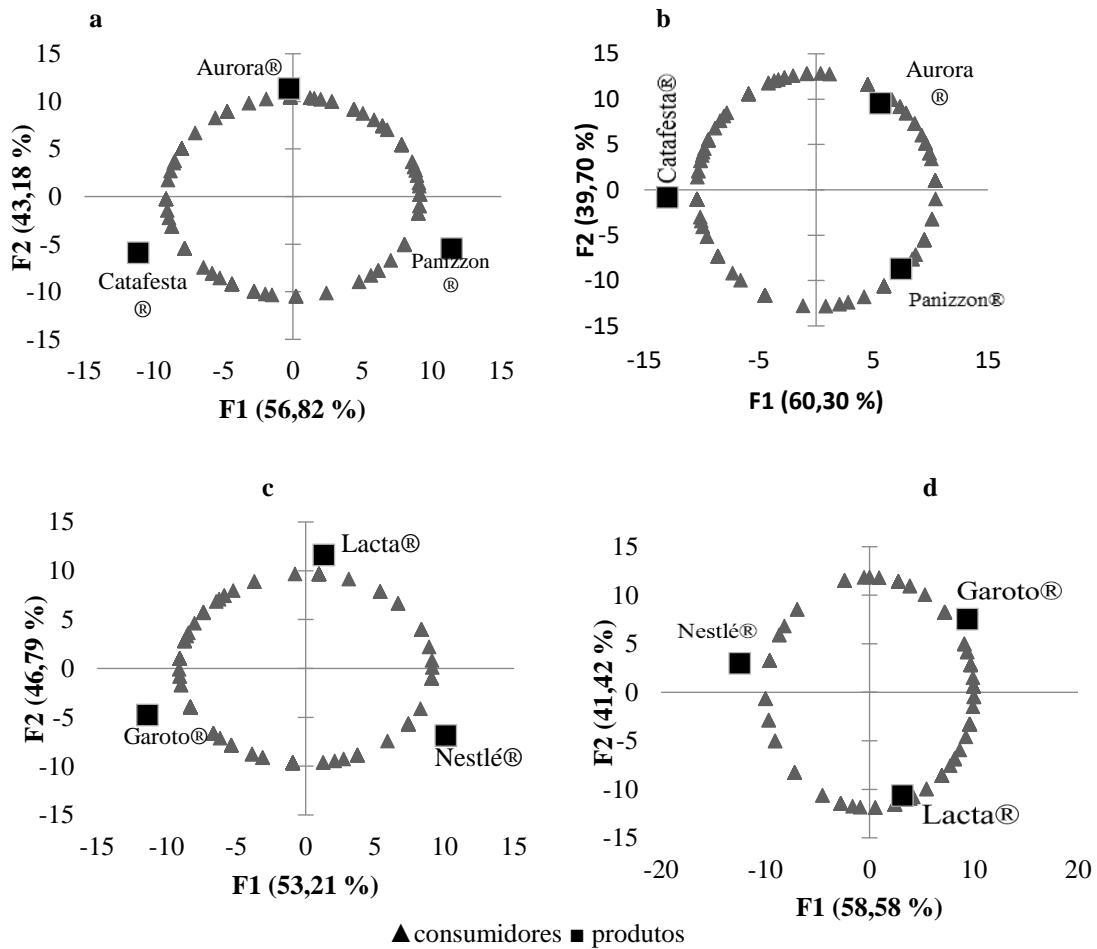 a
Aurora®
Catafesta
®
Panizzon
®
F2 (43,18 %)
15
10
5
0
-5
-10
-15
-15 -10 -5 0 5 10 15
F1 (56,82 %)
b
Aurora
®
Catafesta®
Panizzon®
F2 (39,70 %)
15
10
5
0
-5
-10
-15
-15 -5 5 15
F1 (60,30 %)
c
Lacta®
Garoto®
Nestlé®
F2 (46,79 %)
15
10
5
0
-5
-10
-15
-15 -10 -5 0 5 10 15
F1 (53,21 %)
d
Garoto®
Nestlé®
Lacta®
F2 (41,42 %)
15
10
5
0
-5
-10
-15
-20 -10 0 10 20
F1 (58,58 %)
▲consumidores ■ produtos